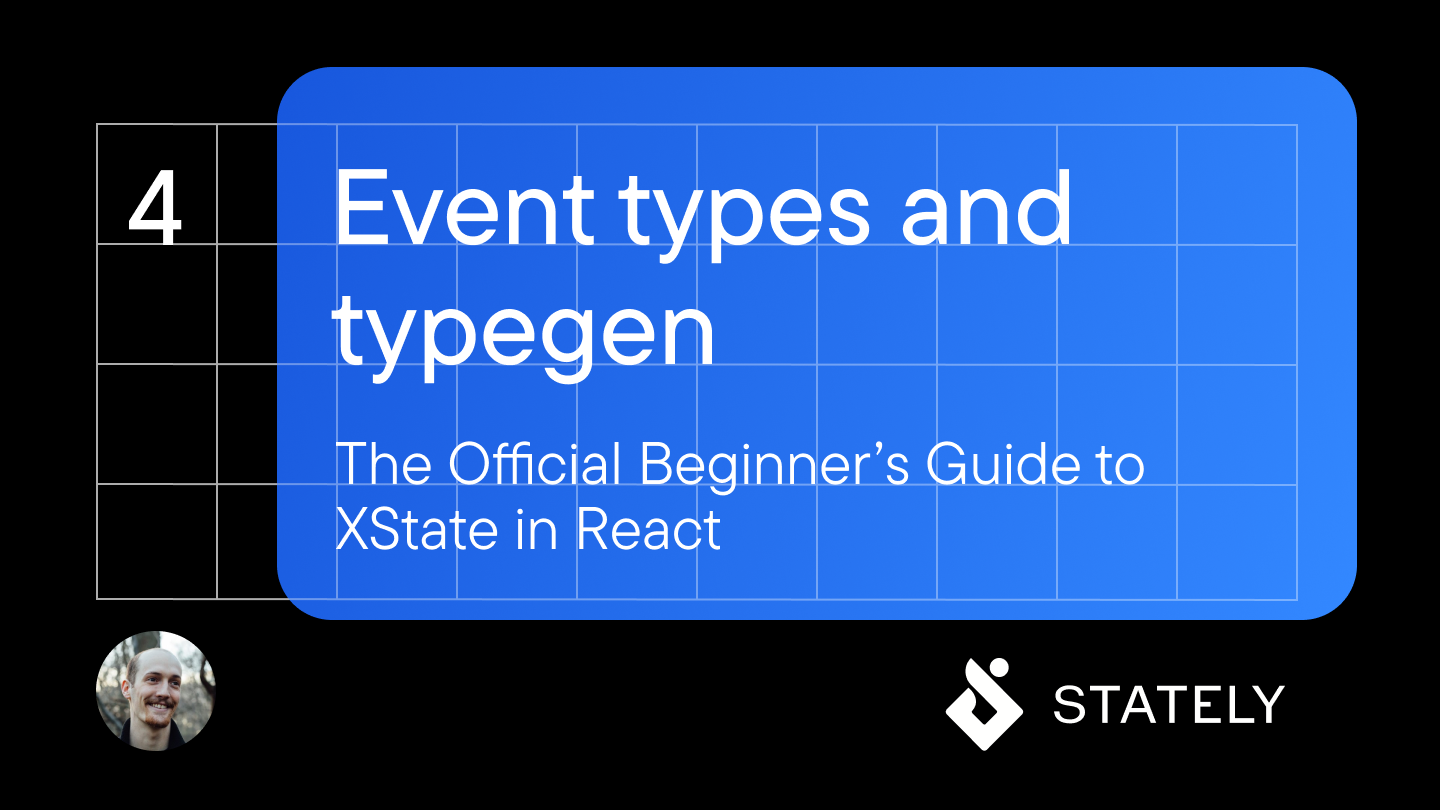 4
Event types and
typegen
The Official Beginner’s Guide to
XState in React
STATELY